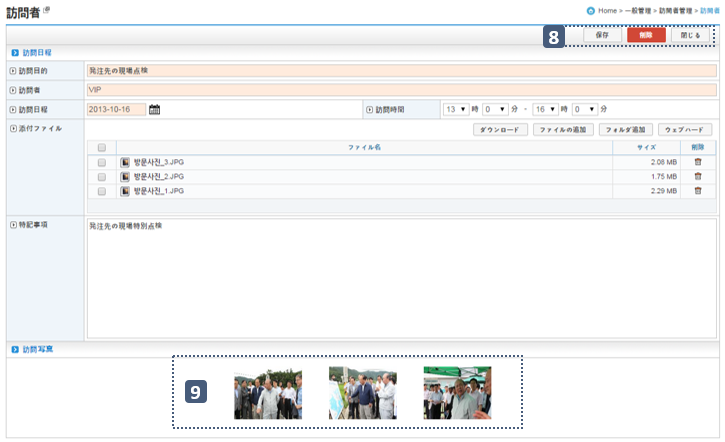 訪問者
Home > 一般管理 > 訪問者管理 > 訪問者
8
保存 削除 閉じる
訪問日程
訪問目的 発注先の現場点検
訪問者 VIP
訪問日程 2013-10-16 訪問時間 13 時 0 分 - 16 時 0 分
添付ファイル ダウンロード ファイルの追加 フォルダ追加 ウェブハード
ファイル名 サイズ 削除
방문사진_3.JPG 2.08 MB
방문사진_2.JPG 1.75 MB
방문사진_1.JPG 2.29 MB
特記事項 発注先の現場特別点検
訪問写真
9